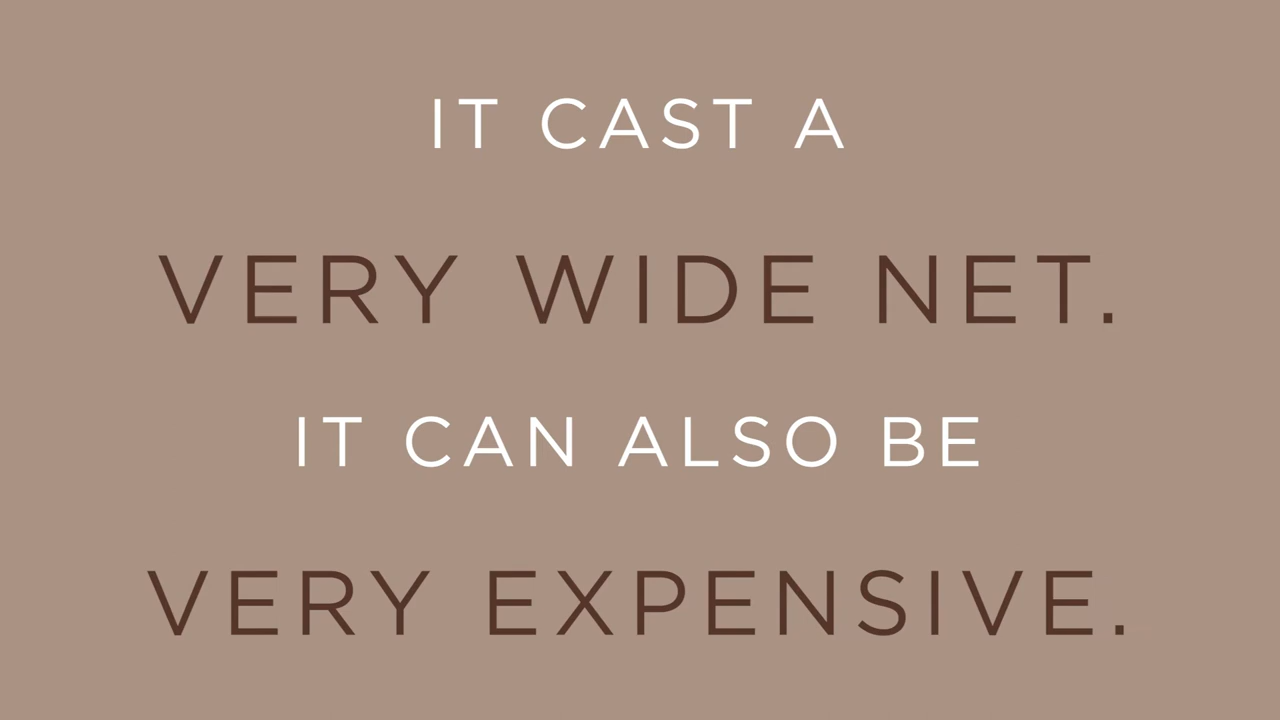 IT CAST A
VERY WIDE NET.
IT CAN ALSO BE
VERY EXPENSIVE.